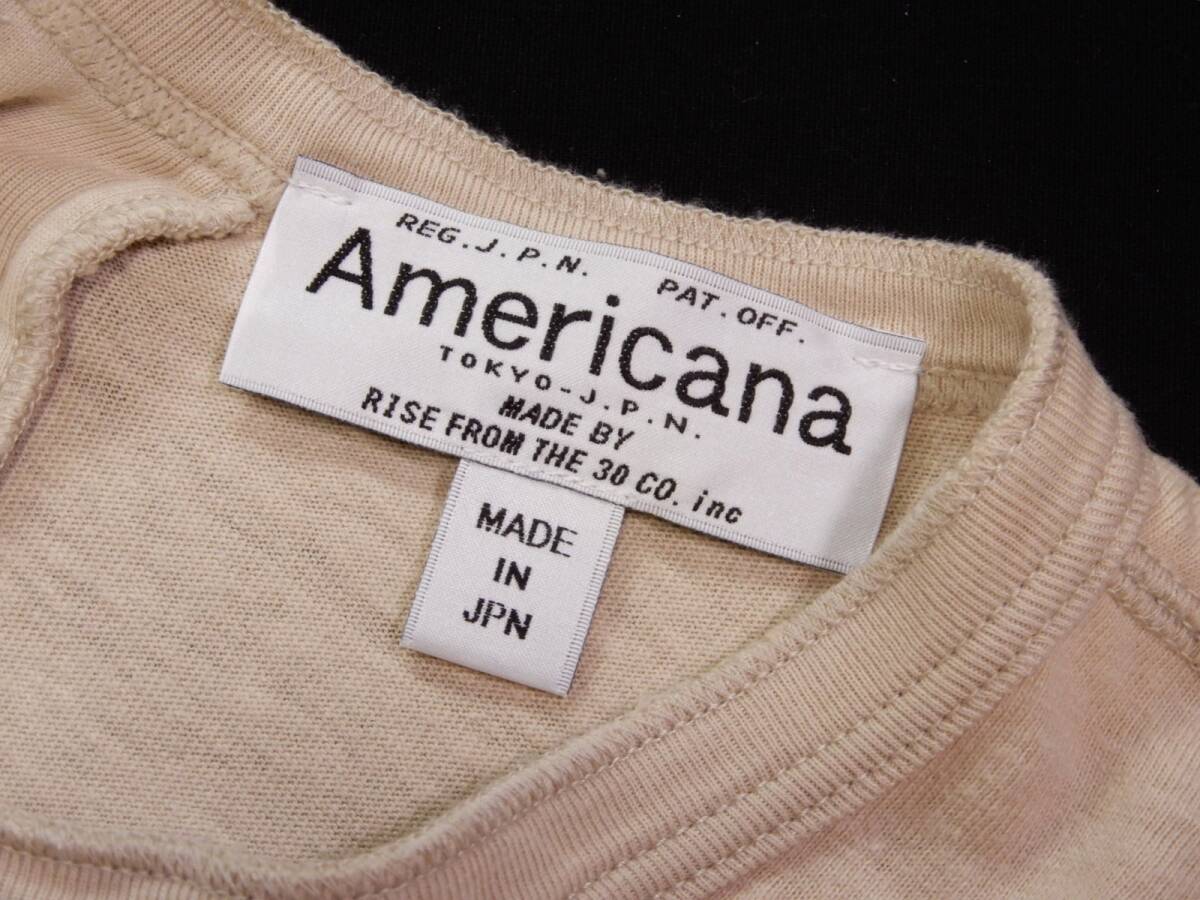 REG.J.P.N. PAT.OFF.
Americana
TOKYO-J.P.N.
MADE BY
RISE FROM THE 30 CO. inc
MADE
IN
JPN